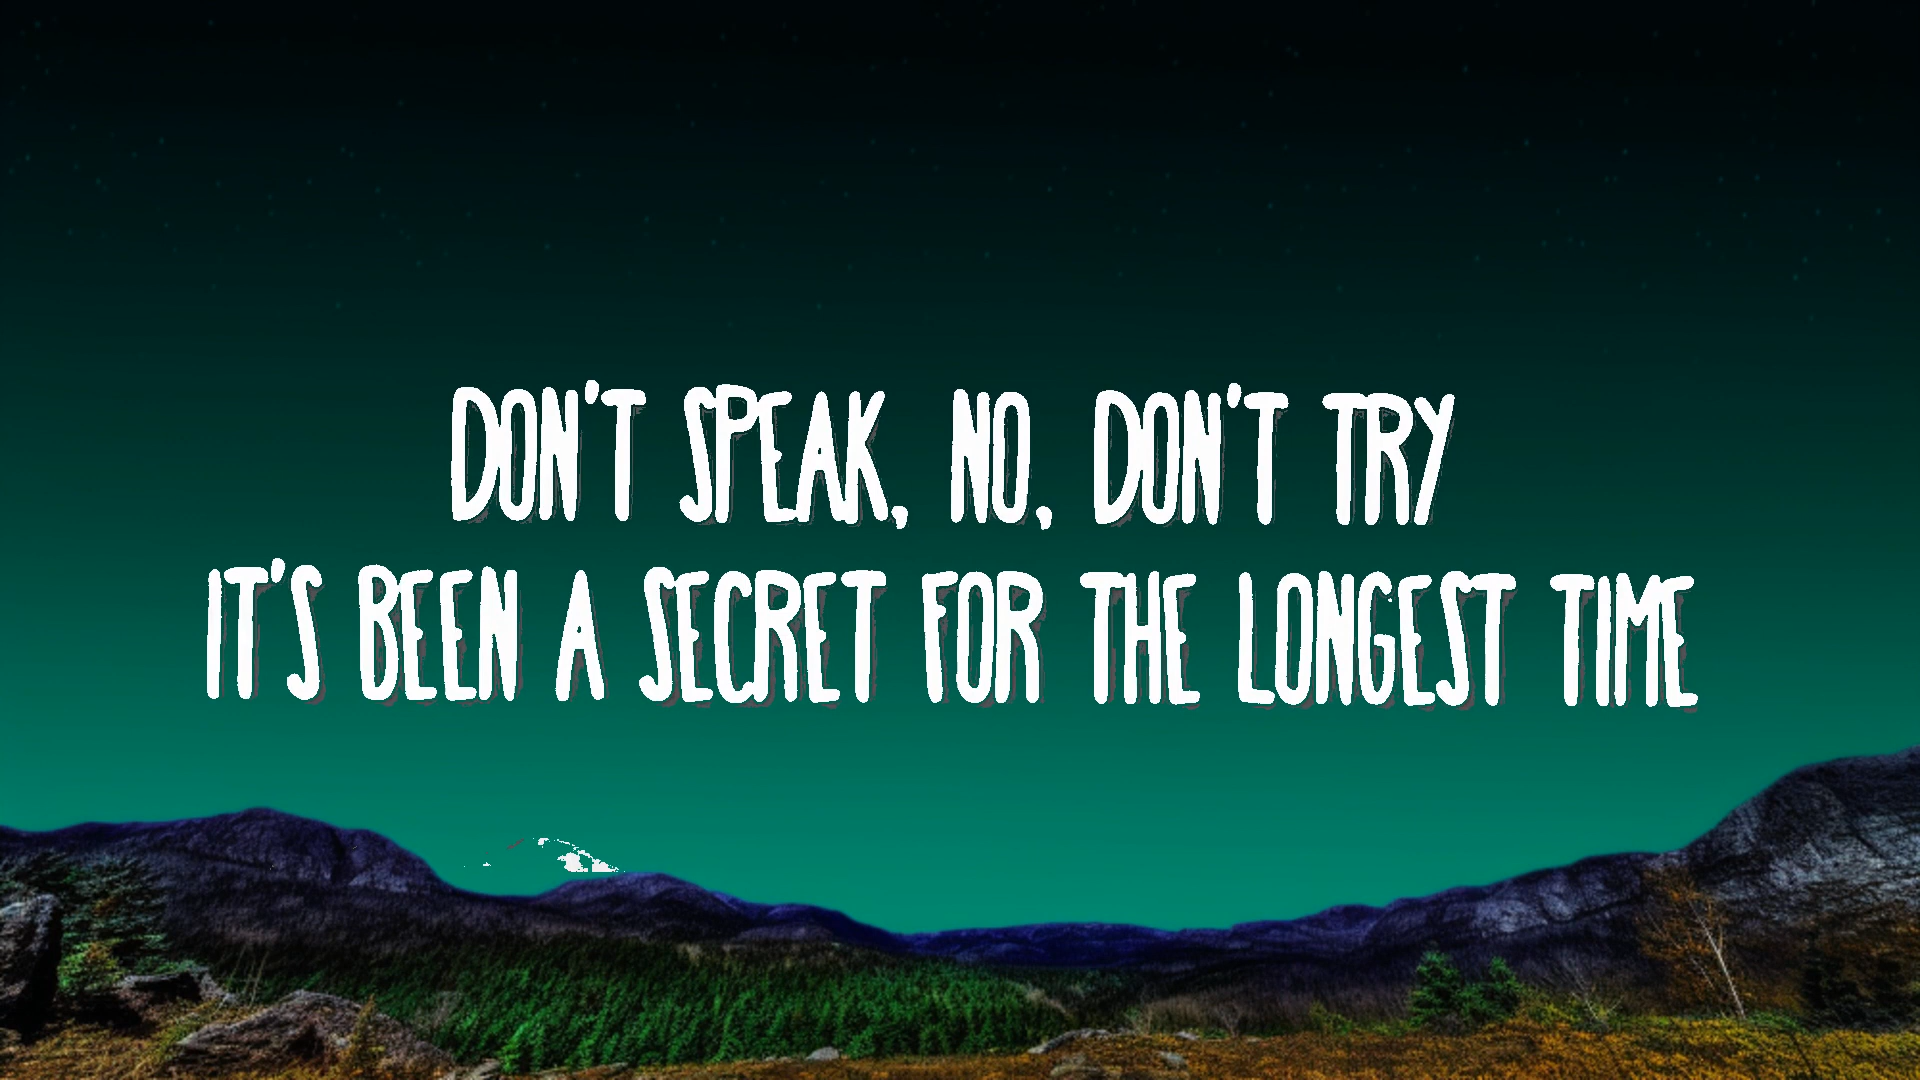 DON'T SPEAK, NO, DON'T TRY
IT'S BEEN A SECRET FOR THE LONGEST TIME